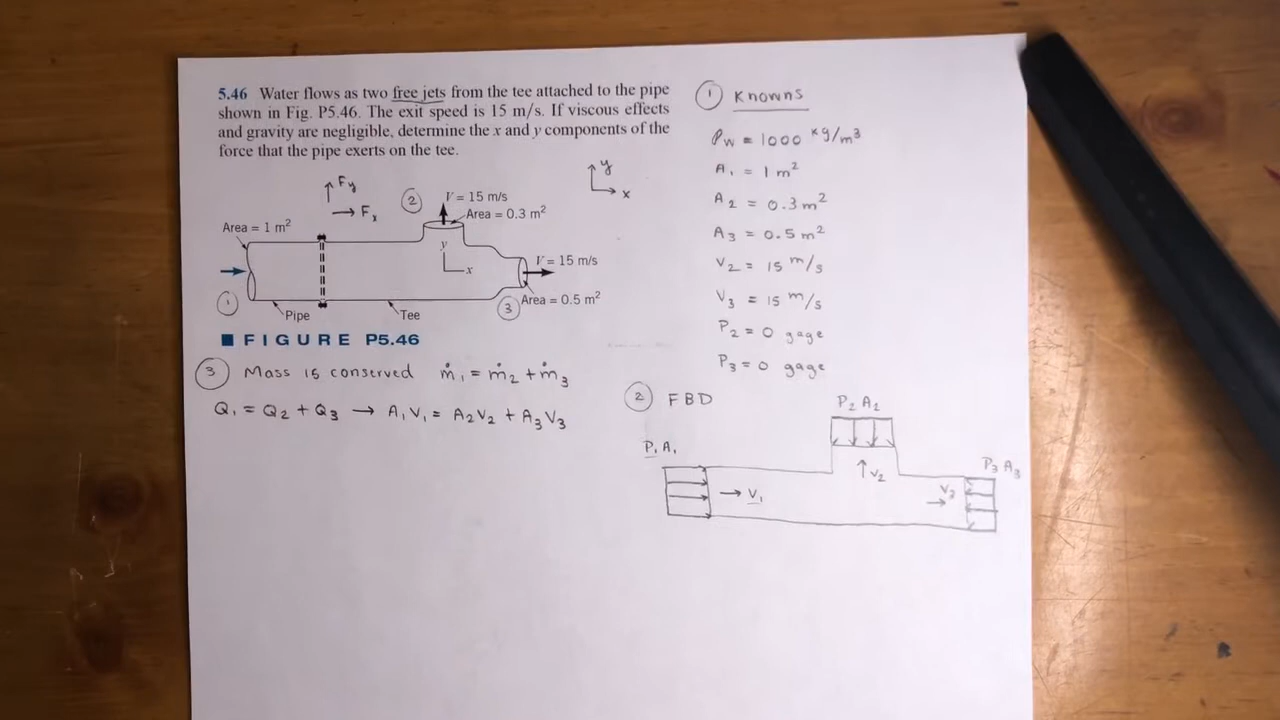 5.46 Water flows as two free jets from the tee attached to the pipe
shown in Fig. P5.46. The exit speed is 15 m/s. If viscous effects
and gravity are negligible, determine the x and y components of the
force that the pipe exerts on the tee.
Fy
Fx
y
x
2
V = 15 m/s
Area = 0.3 m²
Area = 1 m²
y
x
V = 15 m/s
Area = 0.5 m²
1
Pipe
Tee
3
FIGURE P5.46
3 Mass is conserved ṁ₁ = ṁ₂ + ṁ₃
Q₁ = Q₂ + Q₃ → A₁V₁ = A₂V₂ + A₃V₃
1 Knowns
ρw = 1000 kg/m³
A₁ = 1 m²
A₂ = 0.3 m²
A₃ = 0.5 m²
V₂ = 15 m/s
V₃ = 15 m/s
P₂ = 0 gage
P₃ = 0 gage
2 FBD
P₂ A₂
P₁ A₁
P₃ A₃
V₁
V₂
V₃